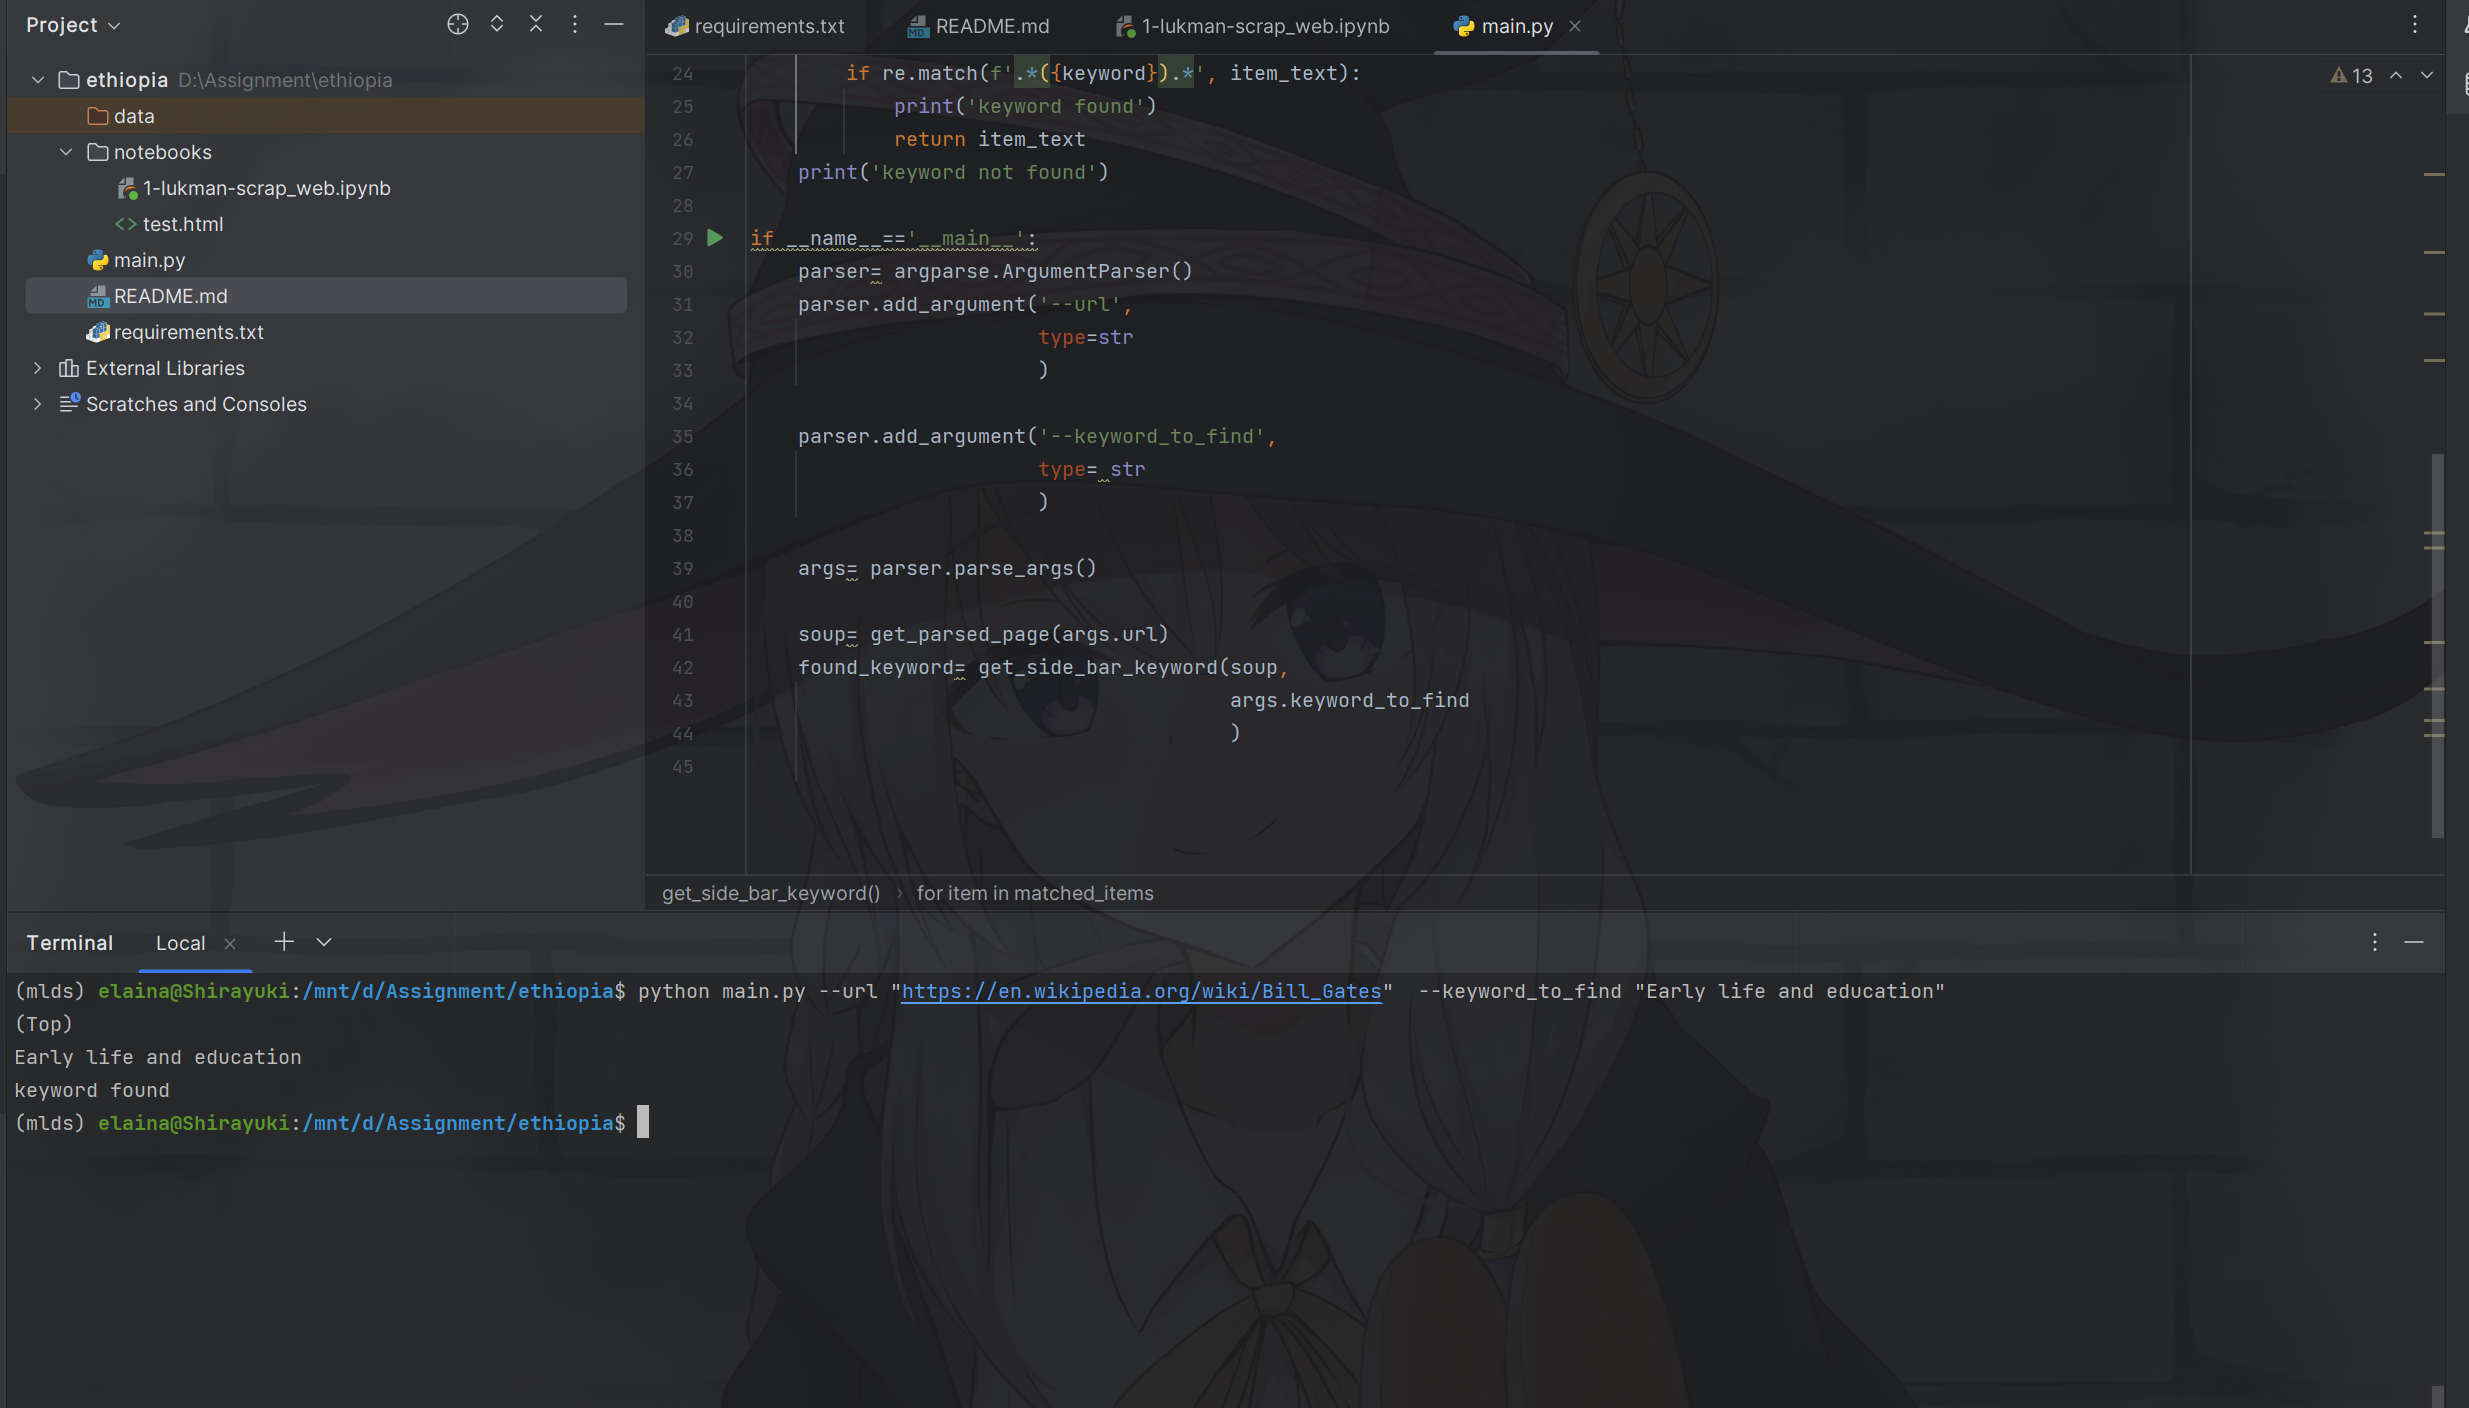 Project
ethiopia D:\Assignment\ethiopia
data
notebooks
1-lukman-scrap_web.ipynb
test.html
main.py
README.md
requirements.txt
External Libraries
Scratches and Consoles
requirements.txt README.md 1-lukman-scrap_web.ipynb main.py
13
24 if re.match(f'.*({keyword}).*', item_text):
25 print('keyword found')
26 return item_text
27 print('keyword not found')
28
29 if __name__=='__main__':
30 parser= argparse.ArgumentParser()
31 parser.add_argument('--url',
32 type=str
33 )
34
35 parser.add_argument('--keyword_to_find',
36 type= str
37 )
38
39 args= parser.parse_args()
40
41 soup= get_parsed_page(args.url)
42 found_keyword= get_side_bar_keyword(soup,
43 args.keyword_to_find
44 )
45
get_side_bar_keyword() › for item in matched_items
Terminal Local
(mlds) elaina@Shirayuki:/mnt/d/Assignment/ethiopia$ python main.py --url "https://en.wikipedia.org/wiki/Bill_Gates"  --keyword_to_find "Early life and education"
(Top)
Early life and education
keyword found
(mlds) elaina@Shirayuki:/mnt/d/Assignment/ethiopia$